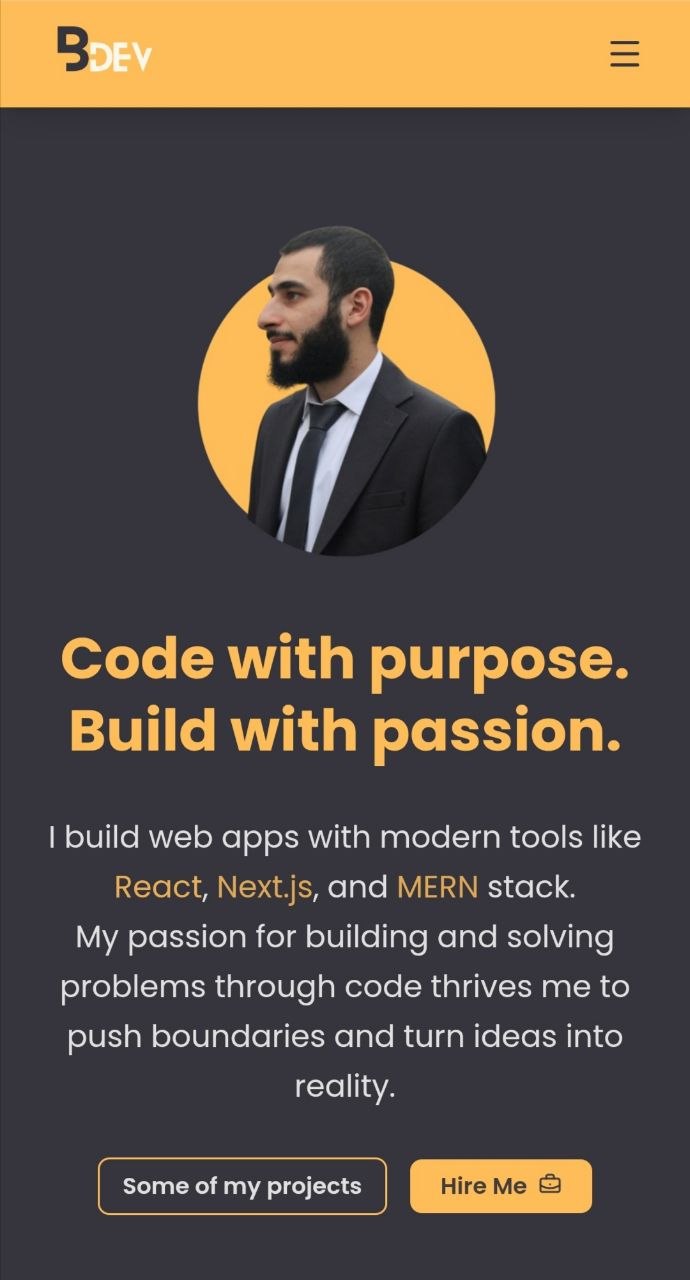 BDEV
Code with purpose.
Build with passion.
I build web apps with modern tools like
React, Next.js, and MERN stack.
My passion for building and solving
problems through code thrives me to
push boundaries and turn ideas into
reality.
Some of my projects
Hire Me